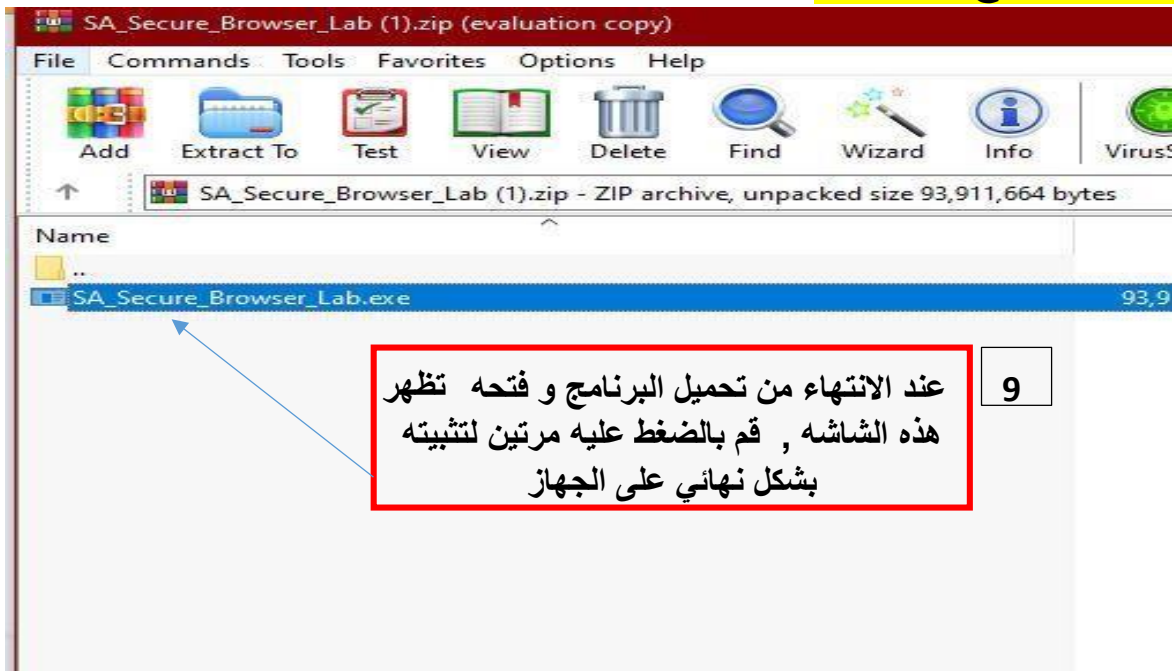 SA_Secure_Browser_Lab (1).zip (evaluation copy)
File Commands Tools Favorites Options Help
Add Extract To Test View Delete Find Wizard Info
SA_Secure_Browser_Lab (1).zip - ZIP archive, unpacked size 93,911,664 bytes
Name
..
SA_Secure_Browser_Lab.exe 93,9
9
عند الانتهاء من تحميل البرنامج و فتحه تظهر
هذه الشاشه , قم بالضغط عليه مرتين لتثبيته
بشكل نهائي على الجهاز